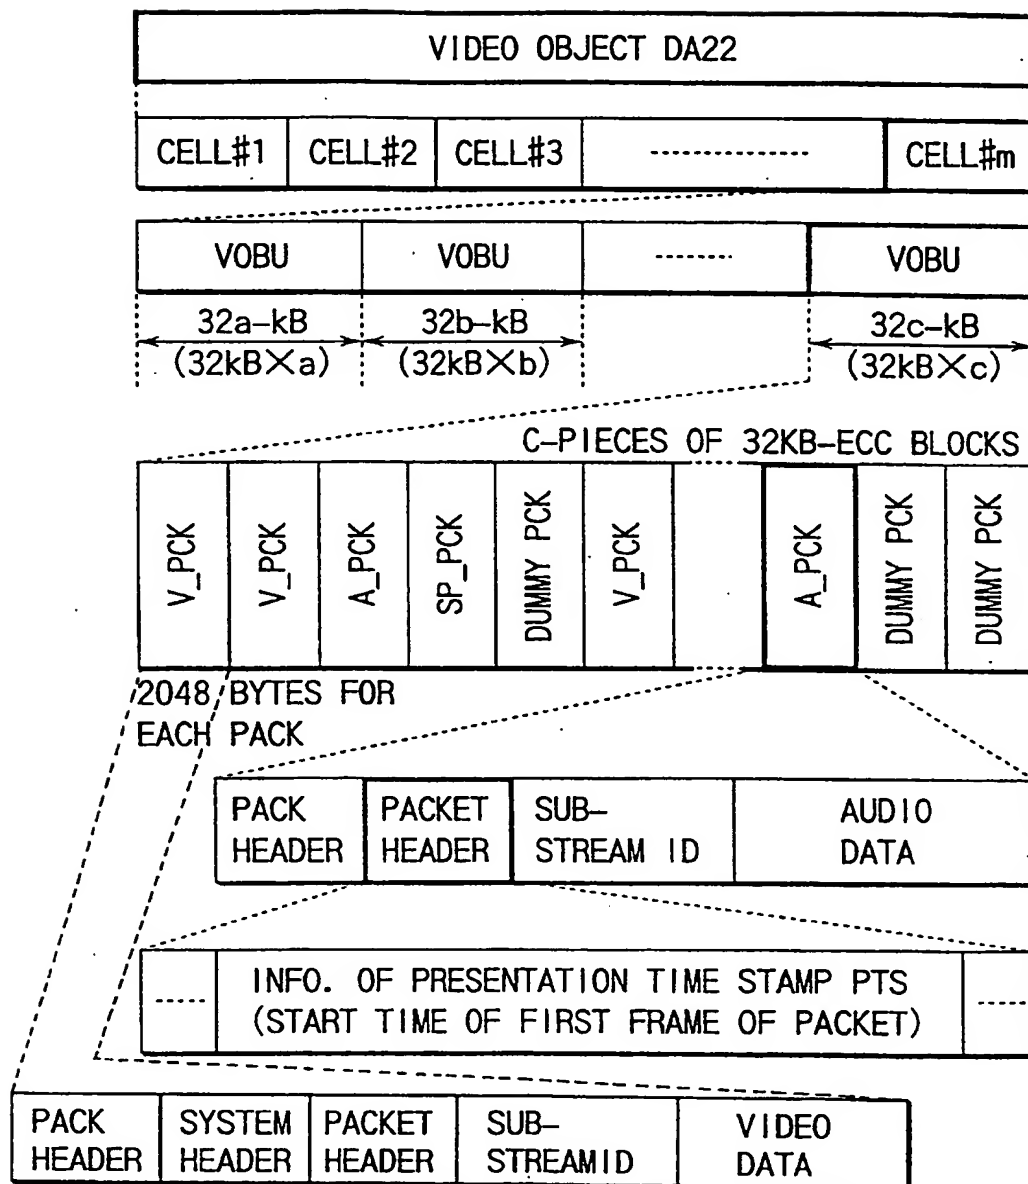 VIDEO OBJECT DA22
CELL#1 CELL#2 CELL#3 CELL#m
VOBU VOBU VOBU
32a-kB 32b-kB 32c-kB
(32kB×a) (32kB×b) (32kB×c)
C-PIECES OF 32KB-ECC BLOCKS
V_PCK V_PCK A_PCK SP_PCK DUMMY PCK V_PCK A_PCK DUMMY PCK DUMMY PCK
2048 BYTES FOR
EACH PACK
PACK PACKET SUB- AUDIO
HEADER HEADER STREAM ID DATA
INFO. OF PRESENTATION TIME STAMP PTS
(START TIME OF FIRST FRAME OF PACKET)
PACK SYSTEM PACKET SUB- VIDEO
HEADER HEADER HEADER STREAMID DATA